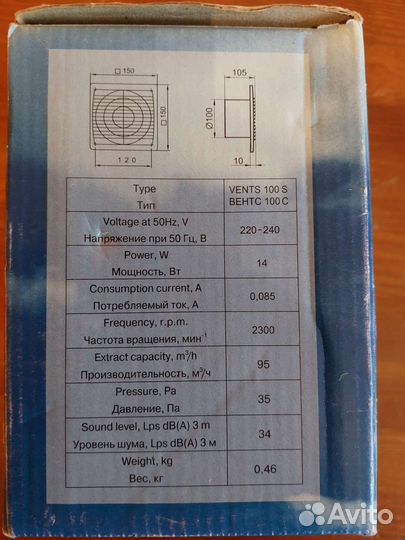 □ 150
105
□ 150
Ø100
120
10
Type
Тип
VENTS 100 S
ВЕНТС 100 С
Voltage at 50Hz, V
Напряжение при 50 Гц, В
220-240
Power, W
Мощность, Вт
14
Consumption current, A
Потребляемый ток, А
0,085
Frequency, r.p.m.
Частота вращения, мин⁻¹
2300
Extract capacity, m³/h
Производительность, м³/ч
95
Pressure, Pa
Давление, Па
35
Sound level, Lps dB(A) 3 m
Уровень шума, Lps dB(A) 3 м
34
Weight, kg
Вес, кг
0,46
Avito